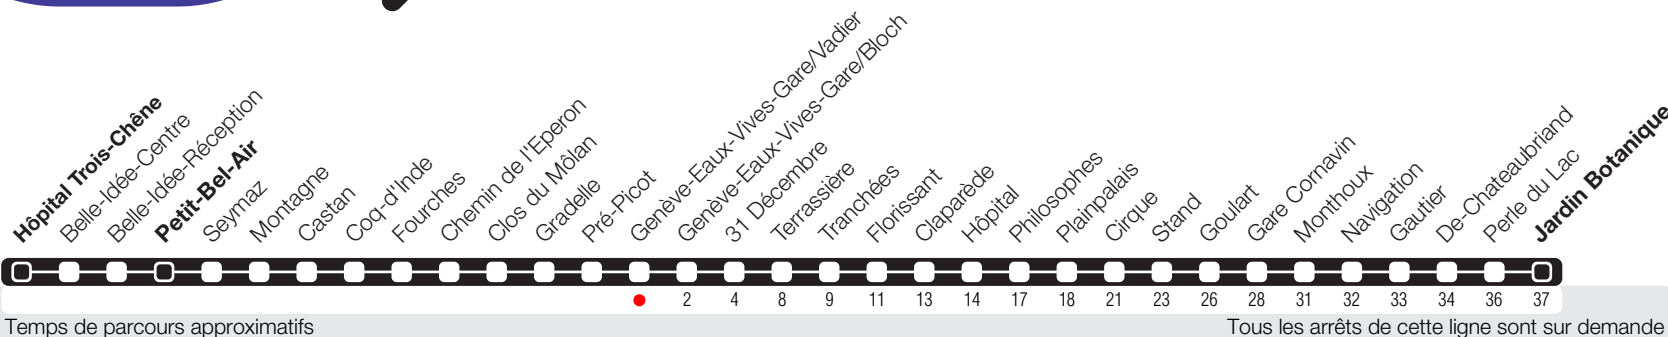 Hôpital Trois-Chêne
Belle-Idée-Centre
Belle-Idée-Réception
Petit-Bel-Air
Seymaz
Montagne
Castan
Coq-d'Inde
Fourches
Chemin de l'Eperon
Clos du Môlan
Gradelle
Pré-Picot
Genève-Eaux-Vives-Gare/Vadier
Genève-Eaux-Vives-Gare/Bloch
31 Décembre
Terrassière
Tranchées
Florissant
Claparède
Hôpital
Philosophes
Plainpalais
Cirque
Stand
Goulart
Gare Cornavin
Monthoux
Navigation
Gautier
De-Chateaubriand
Perle du Lac
Jardin Botanique
2 4 8 9 11 13 14 17 18 21 23 26 28 31 32 33 34 36 37
Temps de parcours approximatifs
Tous les arrêts de cette ligne sont sur demande